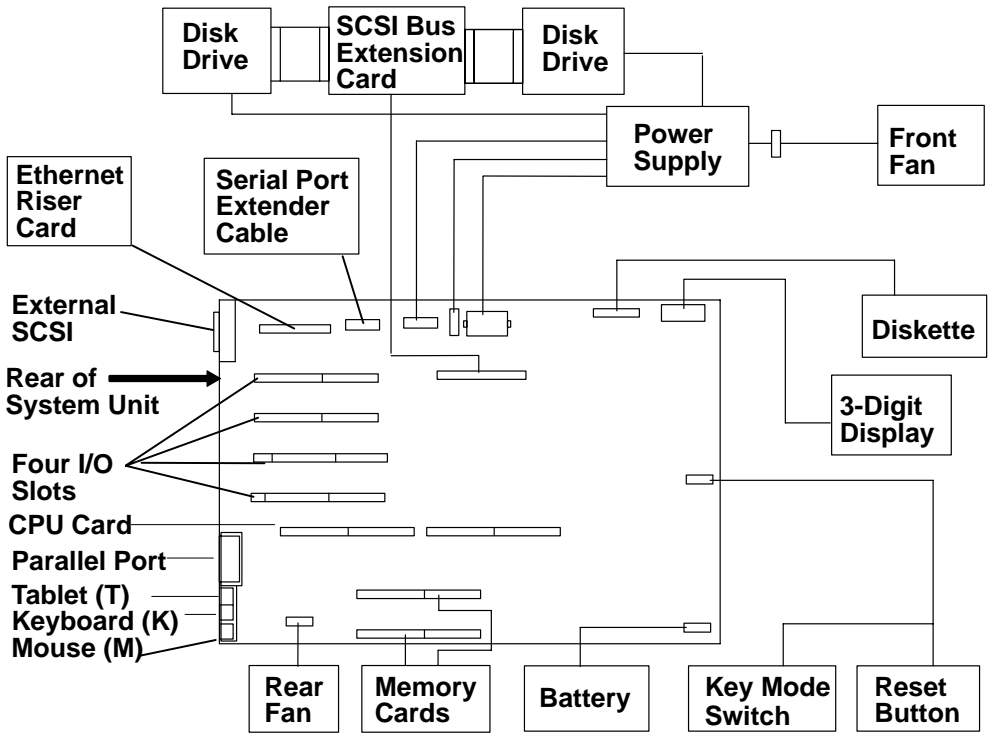 Disk
Drive
SCSI Bus
Extension
Card
Disk
Drive
Power
Supply
Front
Fan
Ethernet
Riser
Card
Serial Port
Extender
Cable
External
SCSI
Diskette
Rear of
System Unit
3-Digit
Display
Four I/O
Slots
CPU Card
Parallel Port
Tablet (T)
Keyboard (K)
Mouse (M)
Rear
Fan
Memory
Cards
Battery
Key Mode
Switch
Reset
Button